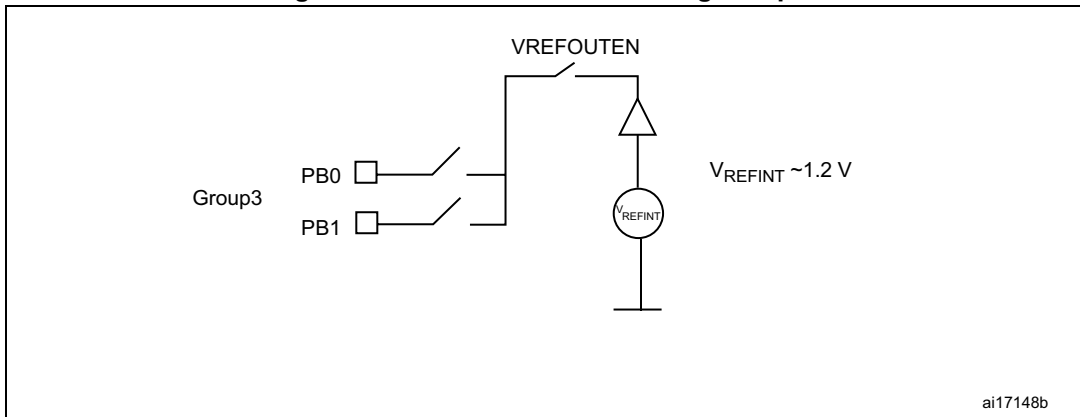 VREFOUTEN
PB0
VREFINT ~1.2 V
Group3
VREFINT
PB1
ai17148b